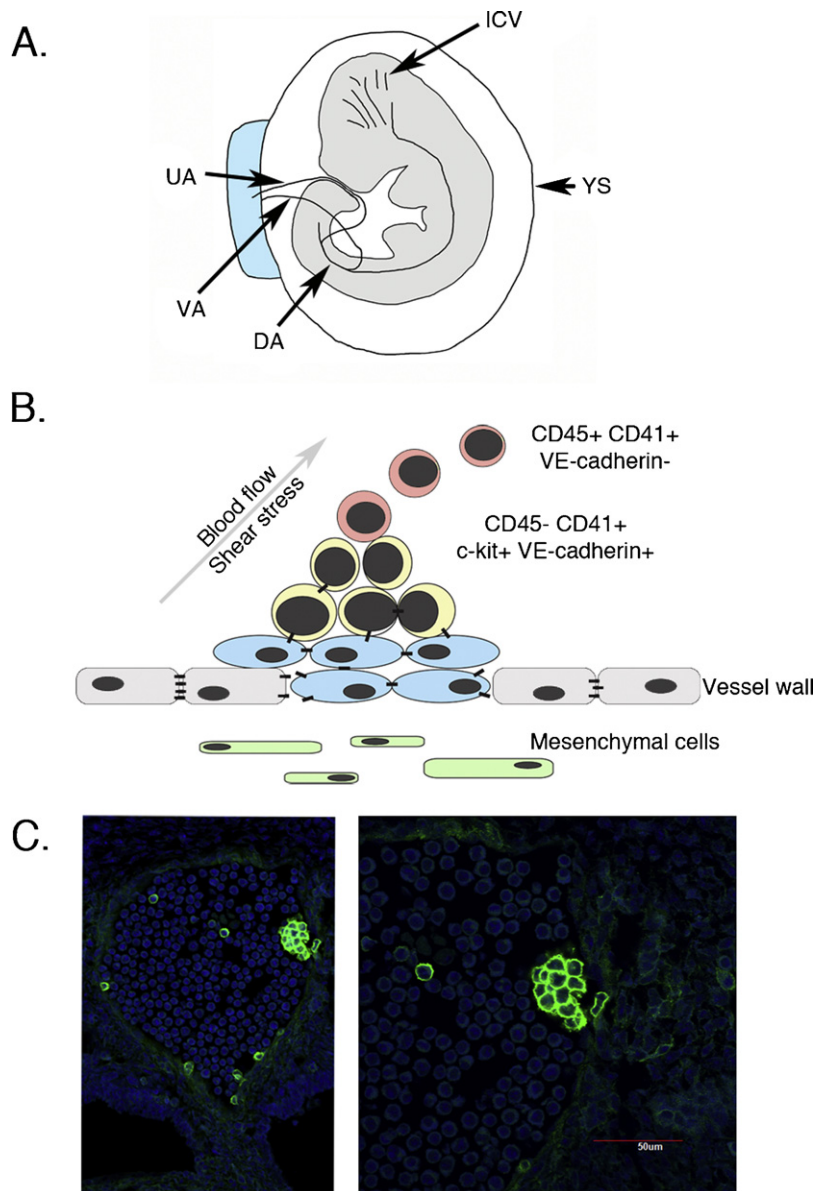 A.
ICV
UA
YS
VA
DA
B.
Blood flow
Shear stress
CD45+ CD41+
VE-cadherin-
CD45- CD41+
c-kit+ VE-cadherin+
Vessel wall
Mesenchymal cells
C.
50um